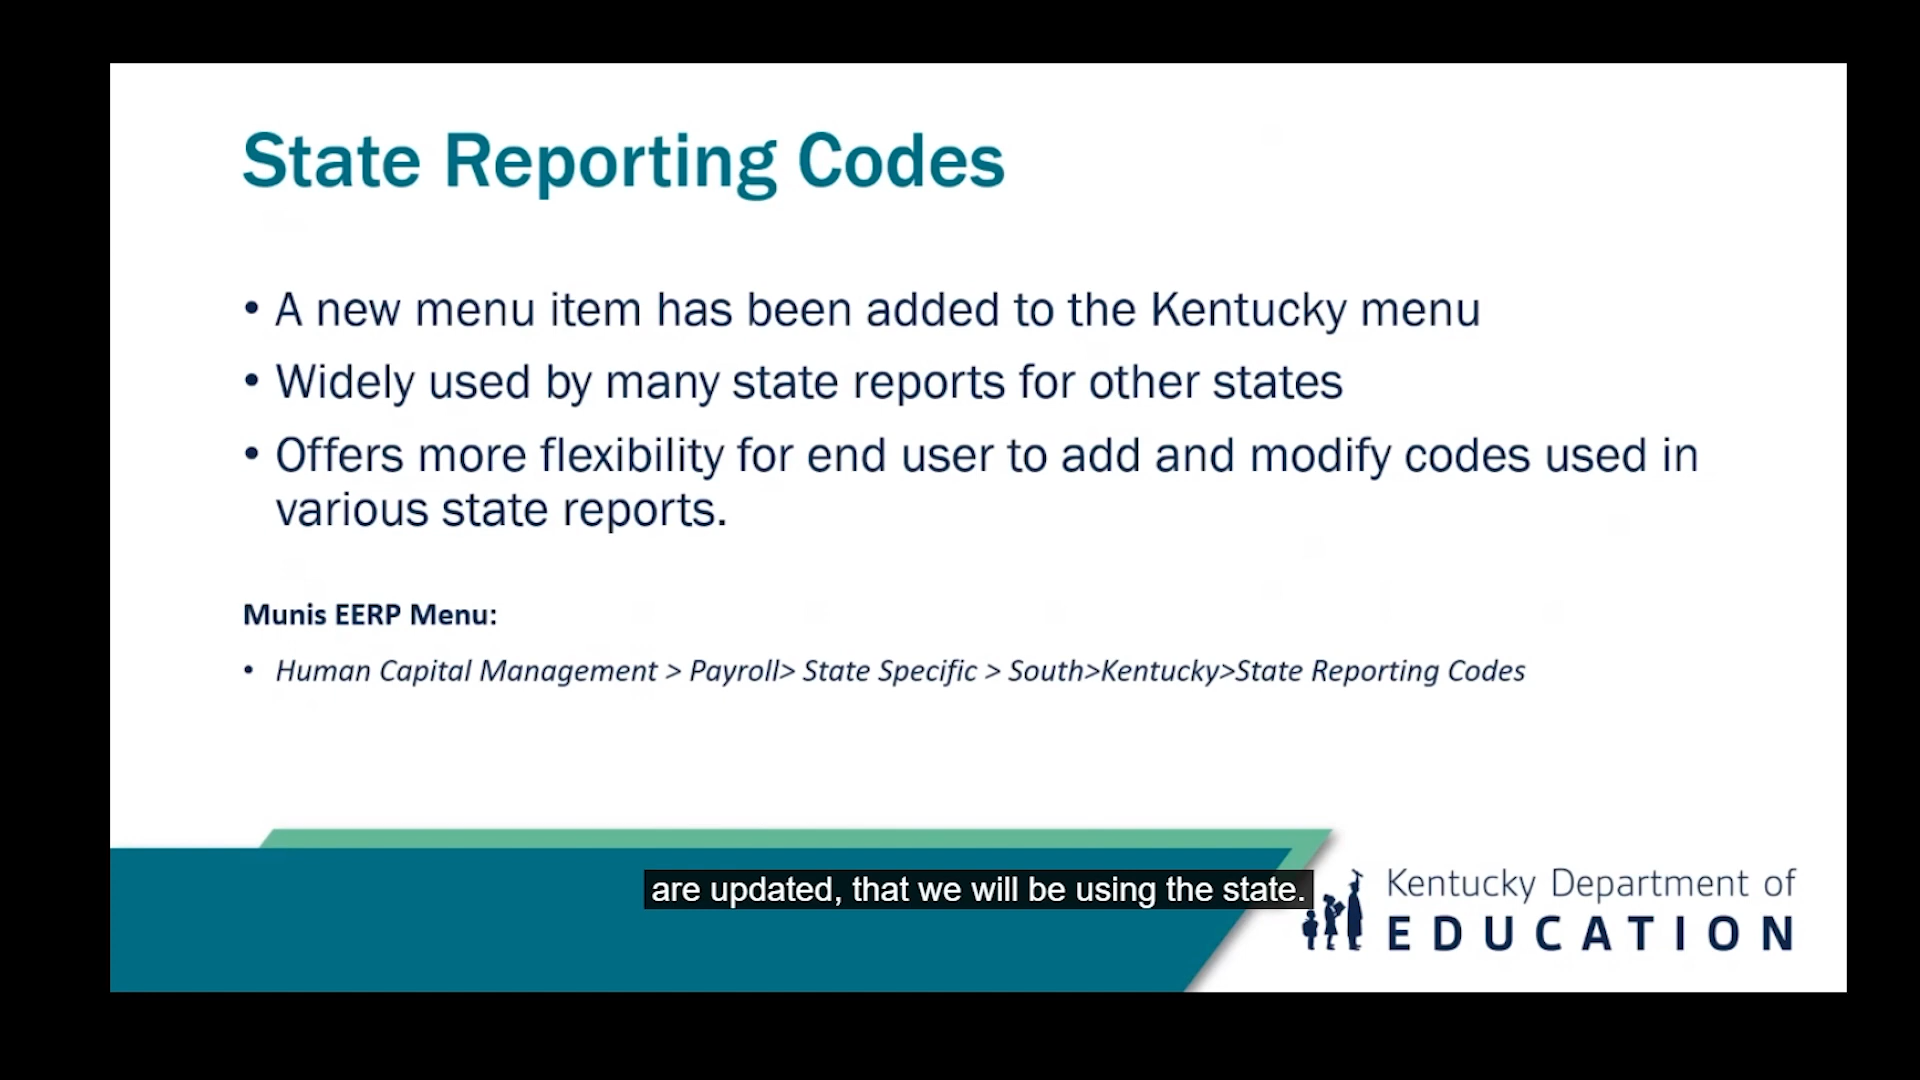 State Reporting Codes
• A new menu item has been added to the Kentucky menu
• Widely used by many state reports for other states
• Offers more flexibility for end user to add and modify codes used in
various state reports.
Munis EERP Menu:
• Human Capital Management > Payroll> State Specific > South>Kentucky>State Reporting Codes
are updated, that we will be using the state.
Kentucky Department of
EDUCATION